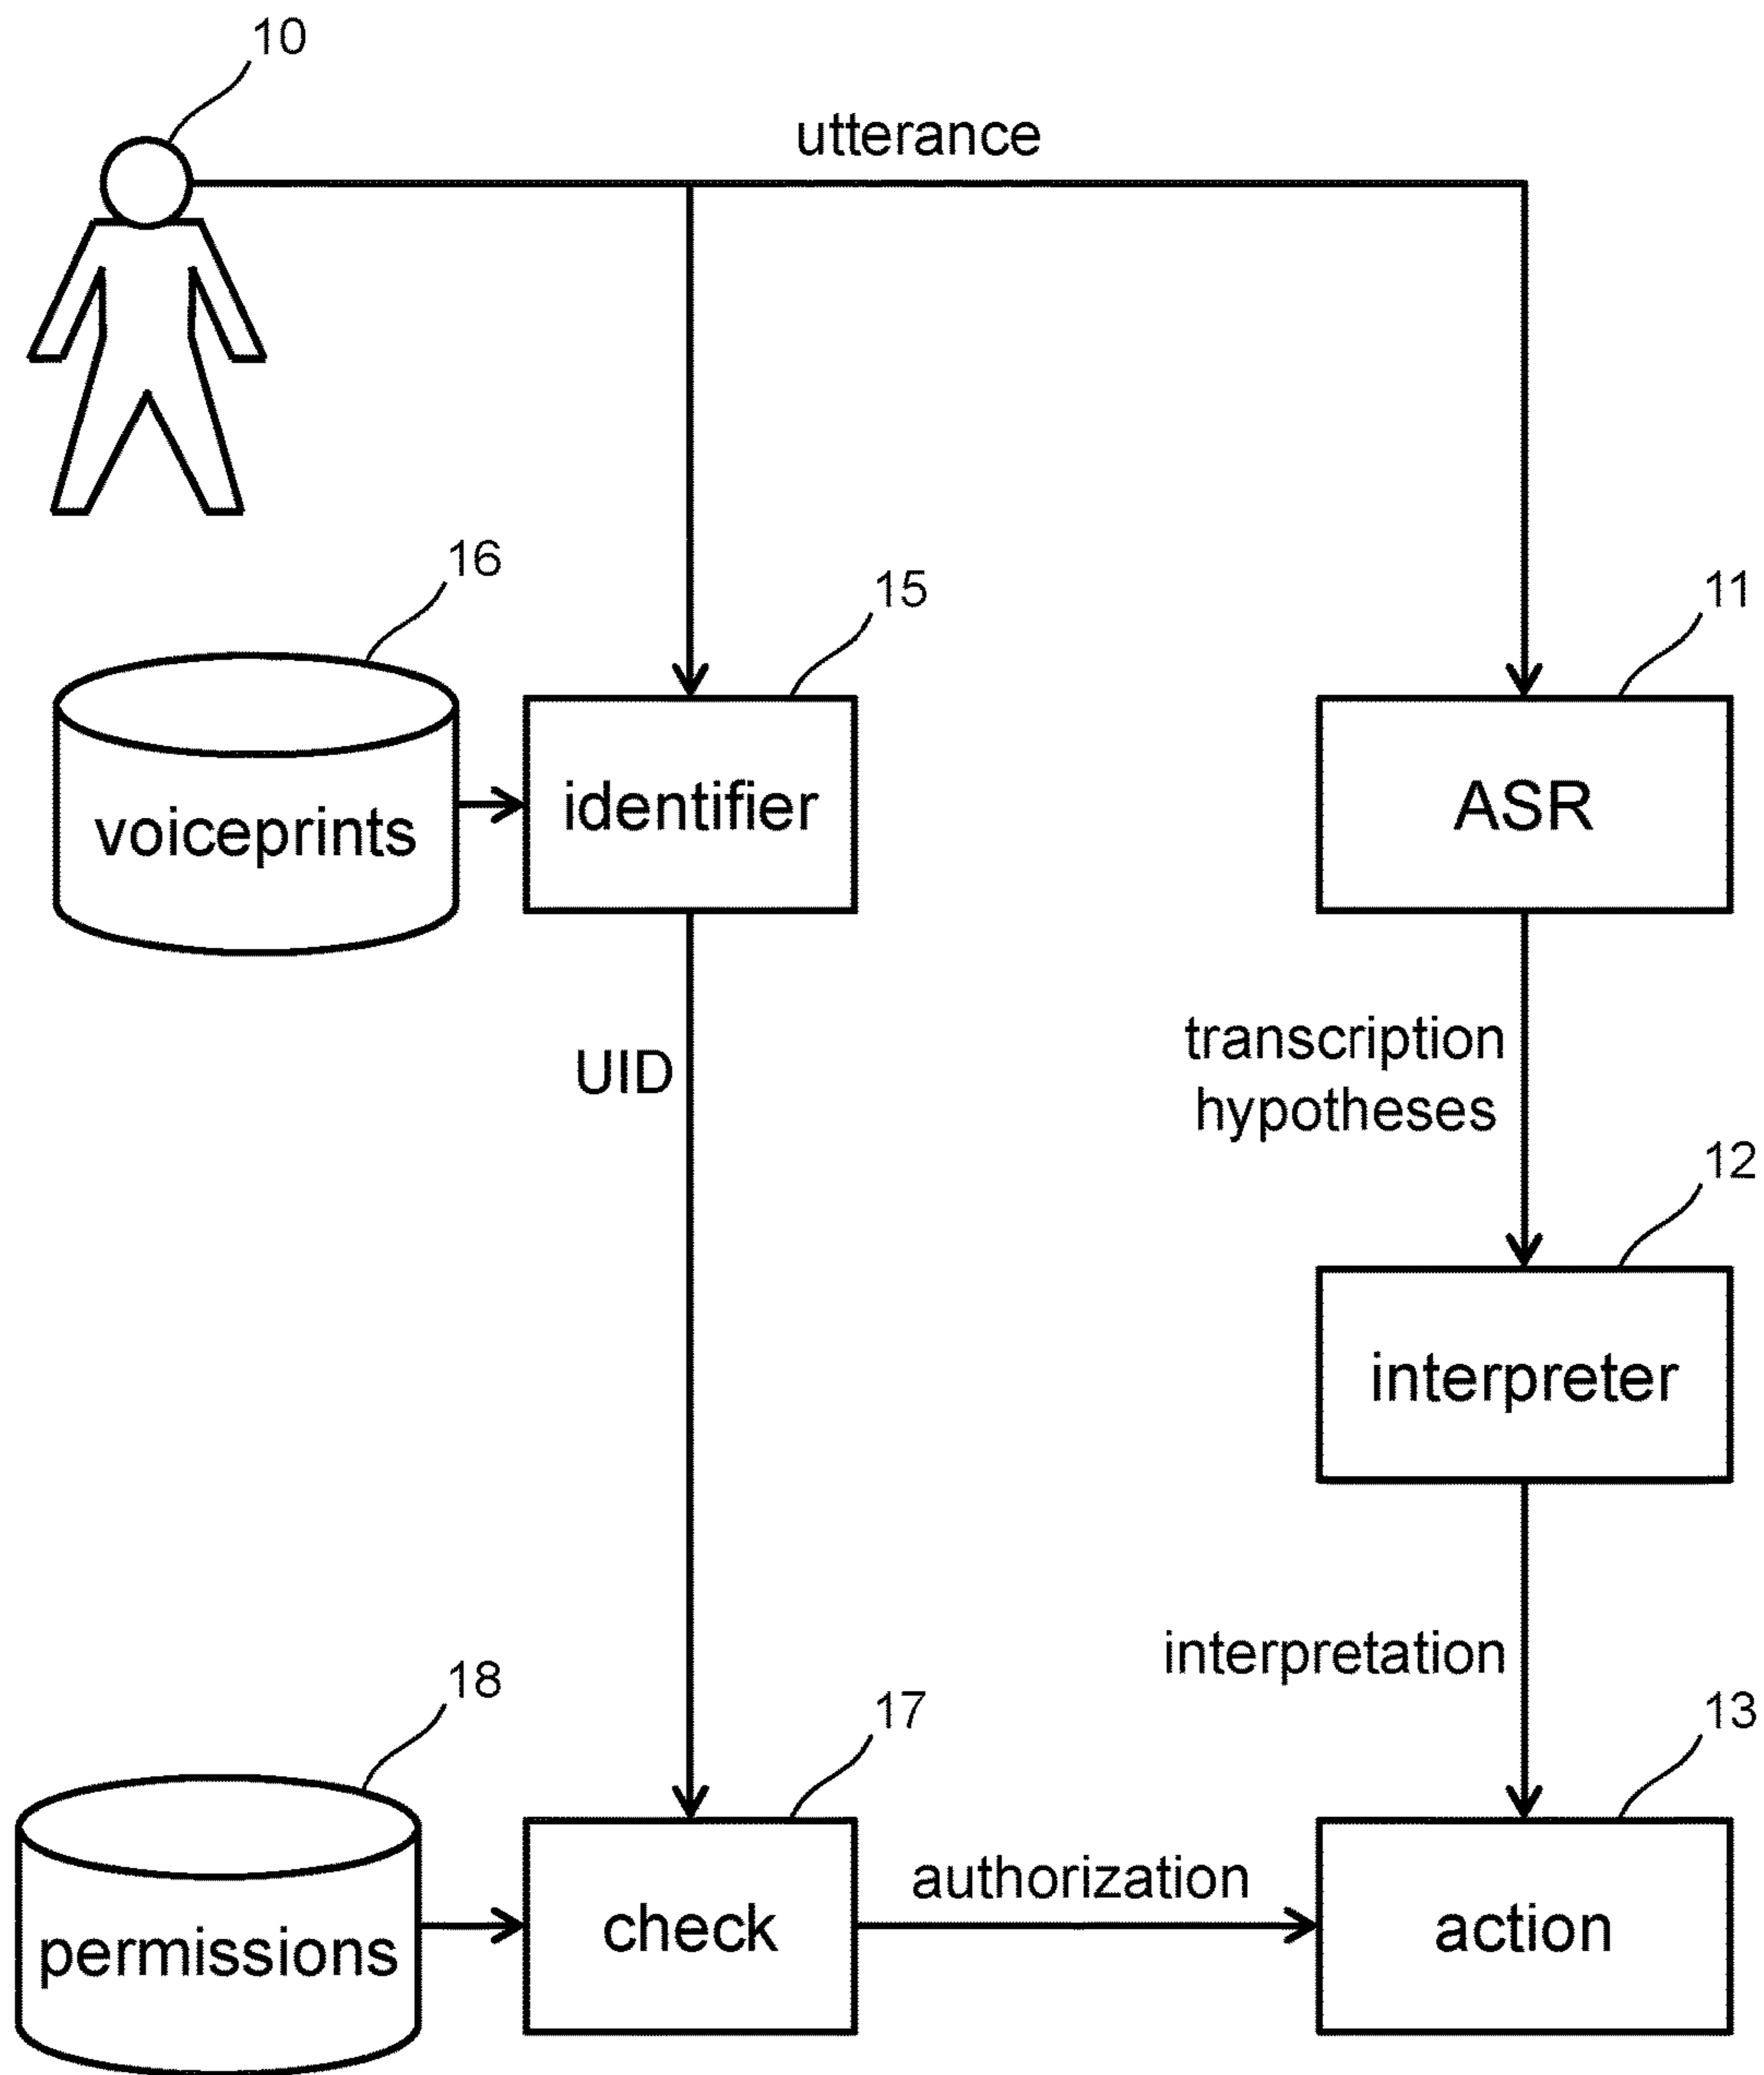 10
utterance
16
15
11
voiceprints
identifier
ASR
UID
transcription
hypotheses
12
interpreter
interpretation
18
17
13
permissions
check
authorization
action